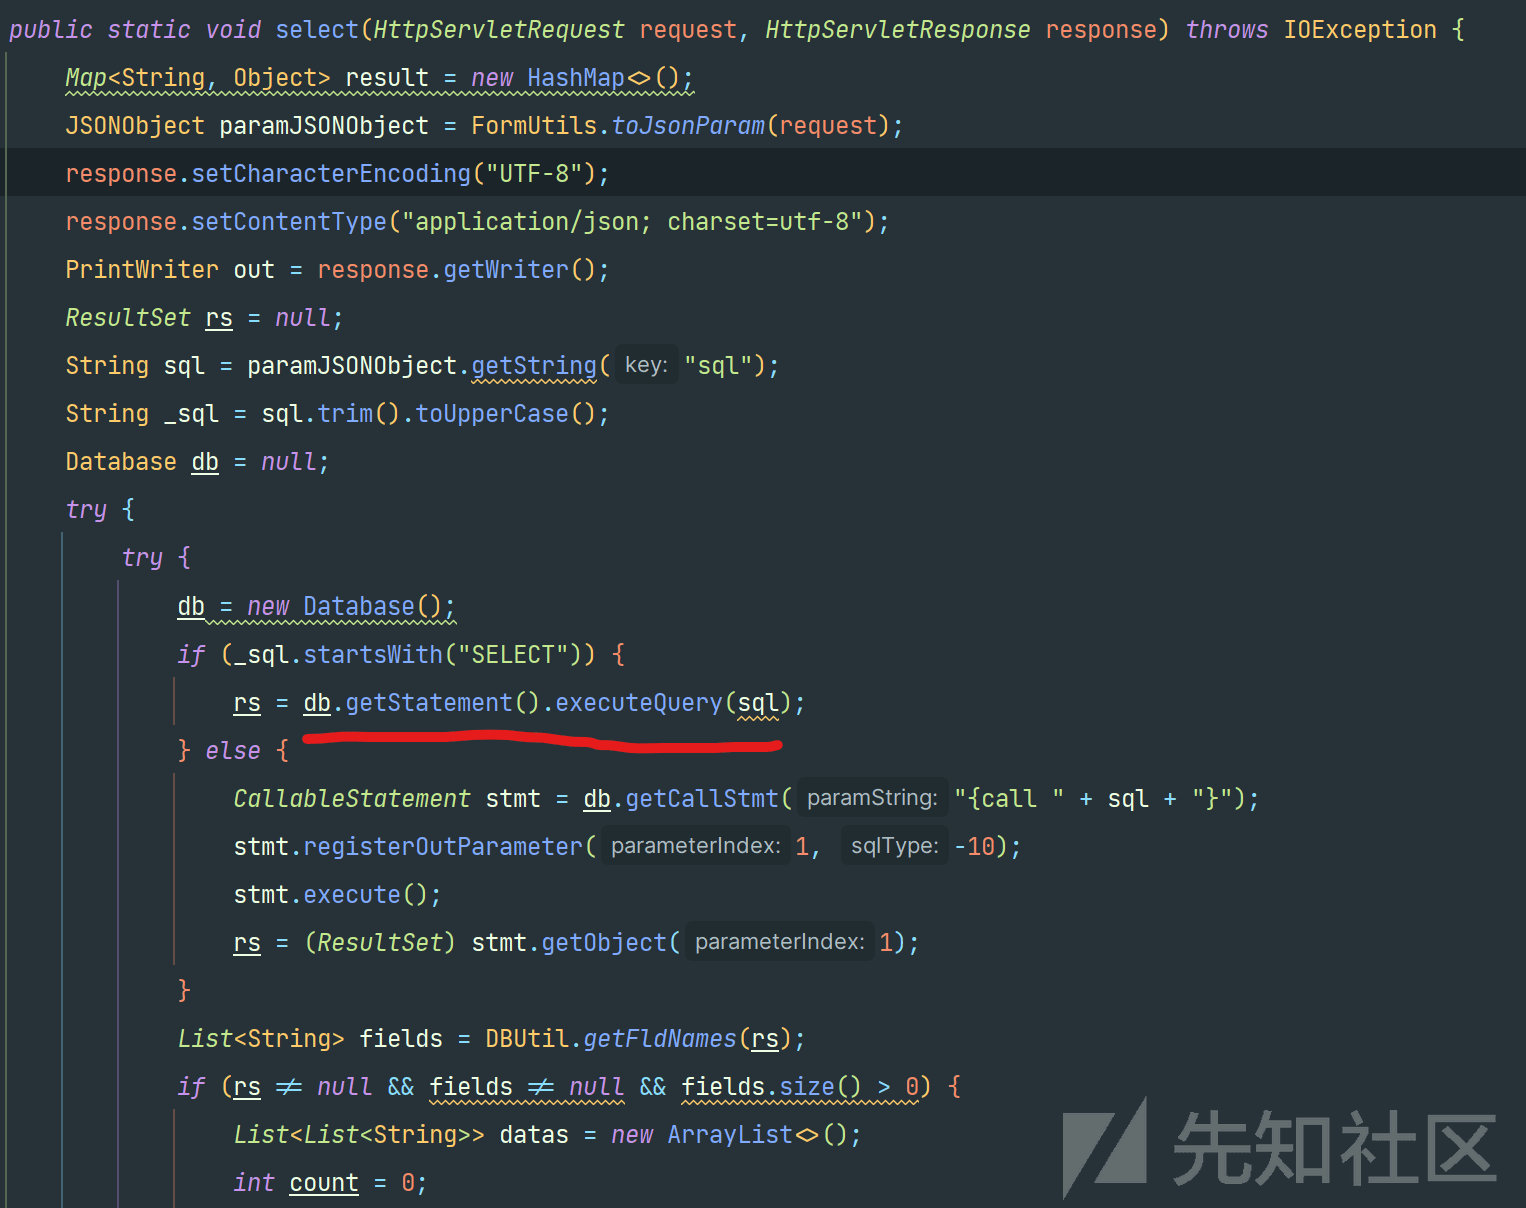 public static void select(HttpServletRequest request, HttpServletResponse response) throws IOException {
Map<String, Object> result = new HashMap<>();
JSONObject paramJSONObject = FormUtils.toJsonParam(request);
response.setCharacterEncoding("UTF-8");
response.setContentType("application/json; charset=utf-8");
PrintWriter out = response.getWriter();
ResultSet rs = null;
String sql = paramJSONObject.getString( key: "sql");
String _sql = sql.trim().toUpperCase();
Database db = null;
try {
try {
db = new Database();
if (_sql.startsWith("SELECT")) {
rs = db.getStatement().executeQuery(sql);
} else {
CallableStatement stmt = db.getCallStmt( paramString: "{call " + sql + "}");
stmt.registerOutParameter( parameterIndex: 1, sqlType: -10);
stmt.execute();
rs = (ResultSet) stmt.getObject( parameterIndex: 1);
}
List<String> fields = DBUtil.getFldNames(rs);
if (rs != null && fields != null && fields.size() > 0) {
List<List<String>> datas = new ArrayList<>();
int count = 0;
先知社区